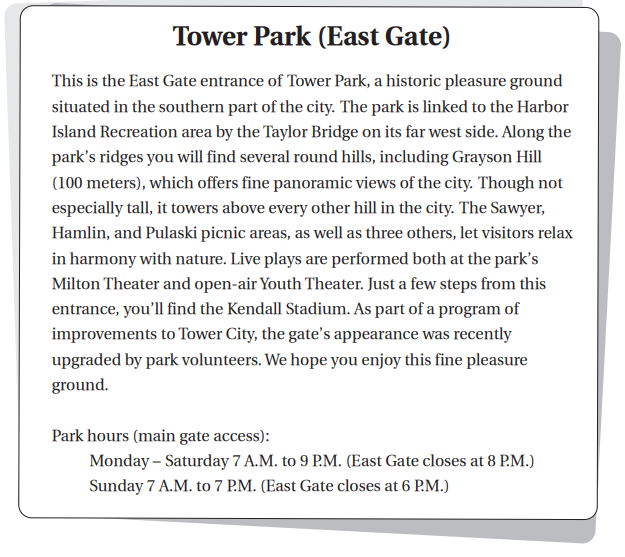 Tower Park (East Gate)
This is the East Gate entrance of Tower Park, a historic pleasure ground
situated in the southern part of the city. The park is linked to the Harbor
Island Recreation area by the Taylor Bridge on its far west side. Along the
park's ridges you will find several round hills, including Grayson Hill
(100 meters), which offers fine panoramic views of the city. Though not
especially tall, it towers above every other hill in the city. The Sawyer,
Hamlin, and Pulaski picnic areas, as well as three others, let visitors relax
in harmony with nature. Live plays are performed both at the park's
Milton Theater and open-air Youth Theater. Just a few steps from this
entrance, you'll find the Kendall Stadium. As part of a program of
improvements to Tower City, the gate's appearance was recently
upgraded by park volunteers. We hope you enjoy this fine pleasure
ground.
Park hours (main gate access):
Monday – Saturday 7 A.M. to 9 P.M. (East Gate closes at 8 P.M.)
Sunday 7 A.M. to 7 P.M. (East Gate closes at 6 P.M.)